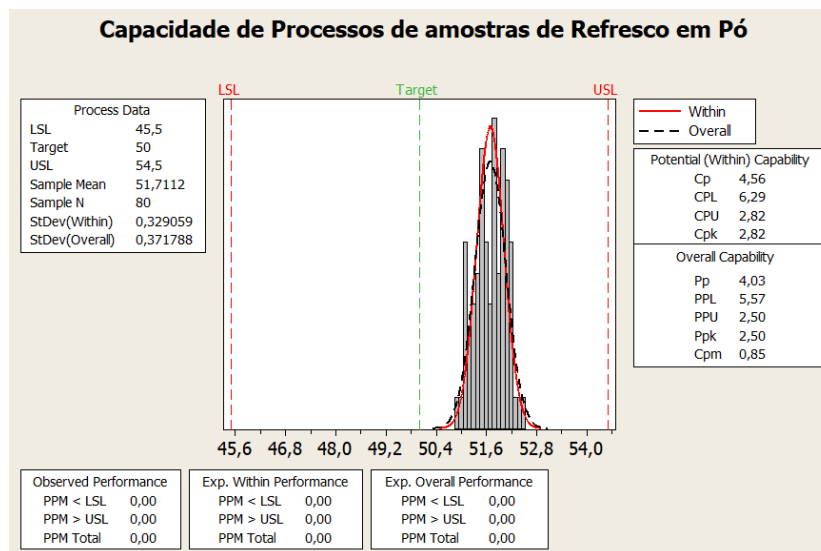 Capacidade de Processos de amostras de Refresco em Pó
LSL Target USL
Process Data
LSL 45,5
Target 50
USL 54,5
Sample Mean 51,7112
Sample N 80
StDev(Within) 0,329059
StDev(Overall) 0,371788
Within
Overall
Potential (Within) Capability
Cp 4,56
CPL 6,29
CPU 2,82
Cpk 2,82
Overall Capability
Pp 4,03
PPL 5,57
PPU 2,50
Ppk 2,50
Cpm 0,85
45,6 46,8 48,0 49,2 50,4 51,6 52,8 54,0
Observed Performance
PPM < LSL 0,00
PPM > USL 0,00
PPM Total 0,00
Exp. Within Performance
PPM < LSL 0,00
PPM > USL 0,00
PPM Total 0,00
Exp. Overall Performance
PPM < LSL 0,00
PPM > USL 0,00
PPM Total 0,00